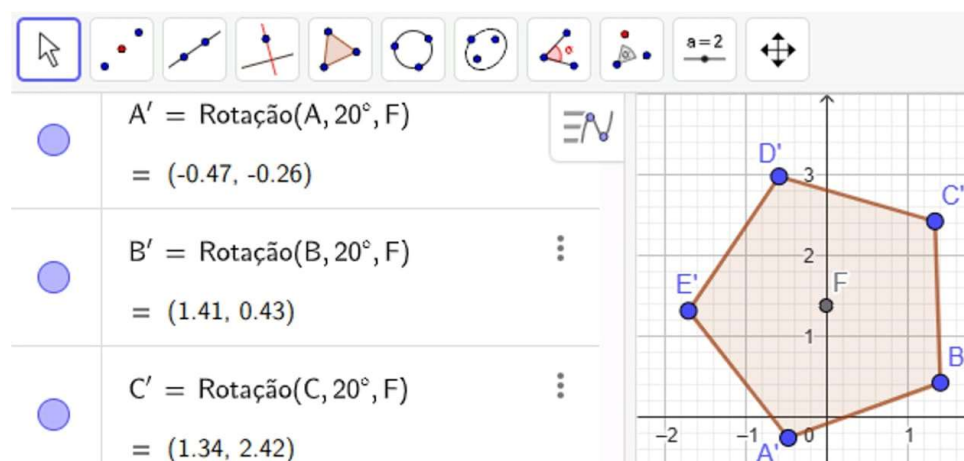 a=2
A′ = Rotação(A, 20°, F)
= (-0.47, -0.26)
B′ = Rotação(B, 20°, F)
= (1.41, 0.43)
C′ = Rotação(C, 20°, F)
= (1.34, 2.42)
D'
3
C'
2
E'
F
1
B
−2
−1
0
1
A'